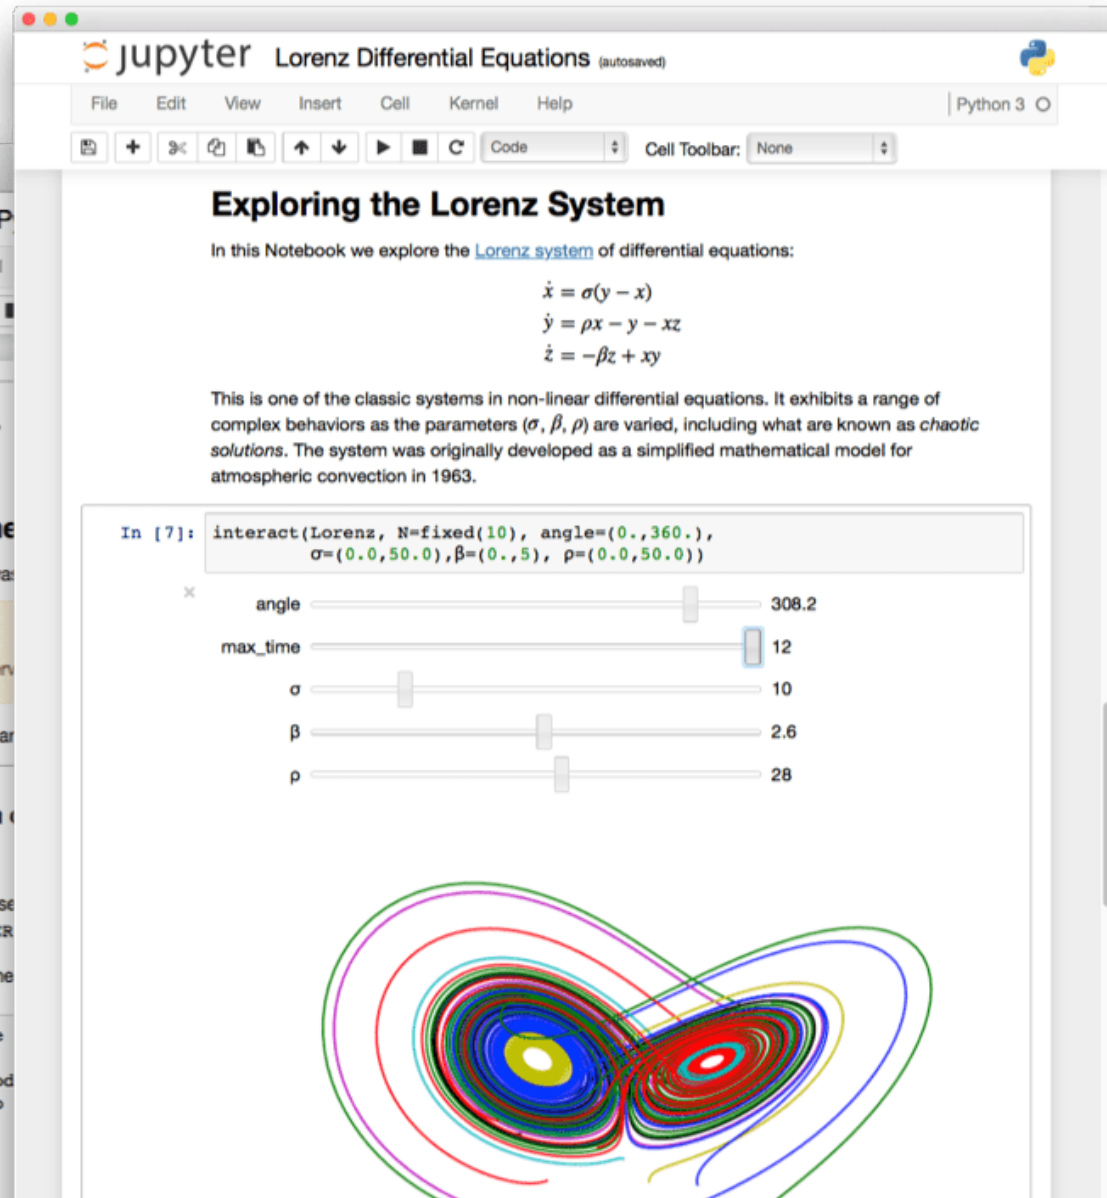 jupyter Lorenz Differential Equations (autosaved)
File Edit View Insert Cell Kernel Help Python 3
Code Cell Toolbar: None
Exploring the Lorenz System
In this Notebook we explore the Lorenz system of differential equations:
ẋ = σ(y − x)
ẏ = ρx − y − xz
ż = −βz + xy
This is one of the classic systems in non-linear differential equations. It exhibits a range of
complex behaviors as the parameters (σ, β, ρ) are varied, including what are known as chaotic
solutions. The system was originally developed as a simplified mathematical model for
atmospheric convection in 1963.
In [7]: interact(Lorenz, N=fixed(10), angle=(0.,360.),
σ=(0.0,50.0),β=(0.,5), ρ=(0.0,50.0))
angle 308.2
max_time 12
σ 10
β 2.6
ρ 28